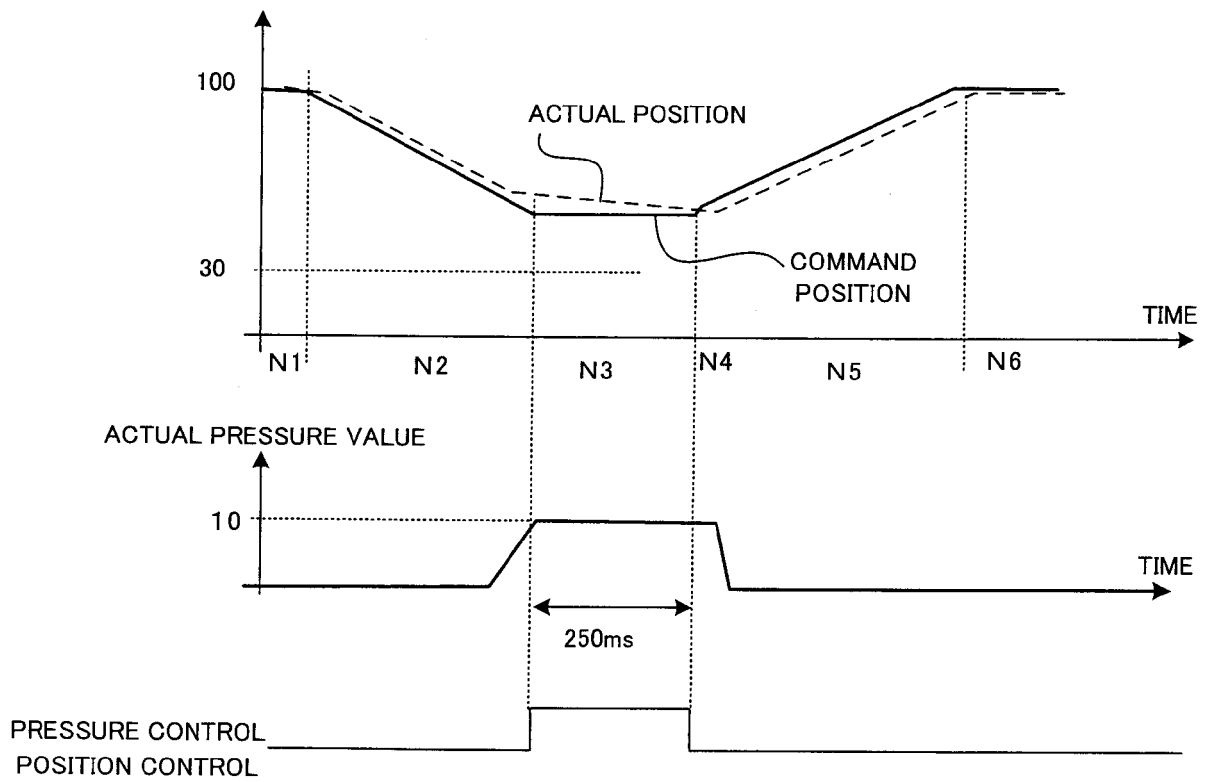 100
ACTUAL POSITION
30
COMMAND
POSITION
TIME
N1 N2 N3 N4 N5 N6
ACTUAL PRESSURE VALUE
10
TIME
250ms
PRESSURE CONTROL
POSITION CONTROL